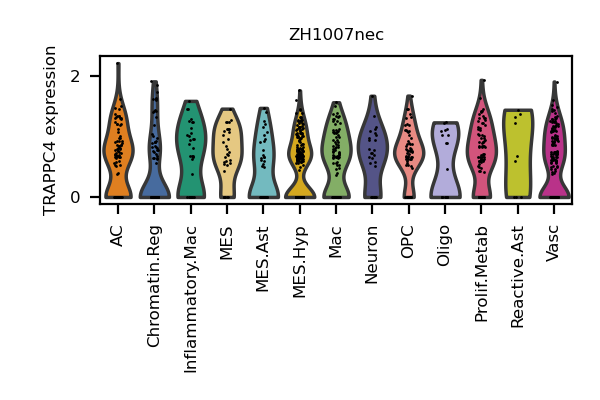 ZH1007nec
TRAPPC4 expression
2
0
AC
Chromatin.Reg
Inflammatory.Mac
MES
MES.Ast
MES.Hyp
Mac
Neuron
OPC
Oligo
Prolif.Metab
Reactive.Ast
Vasc